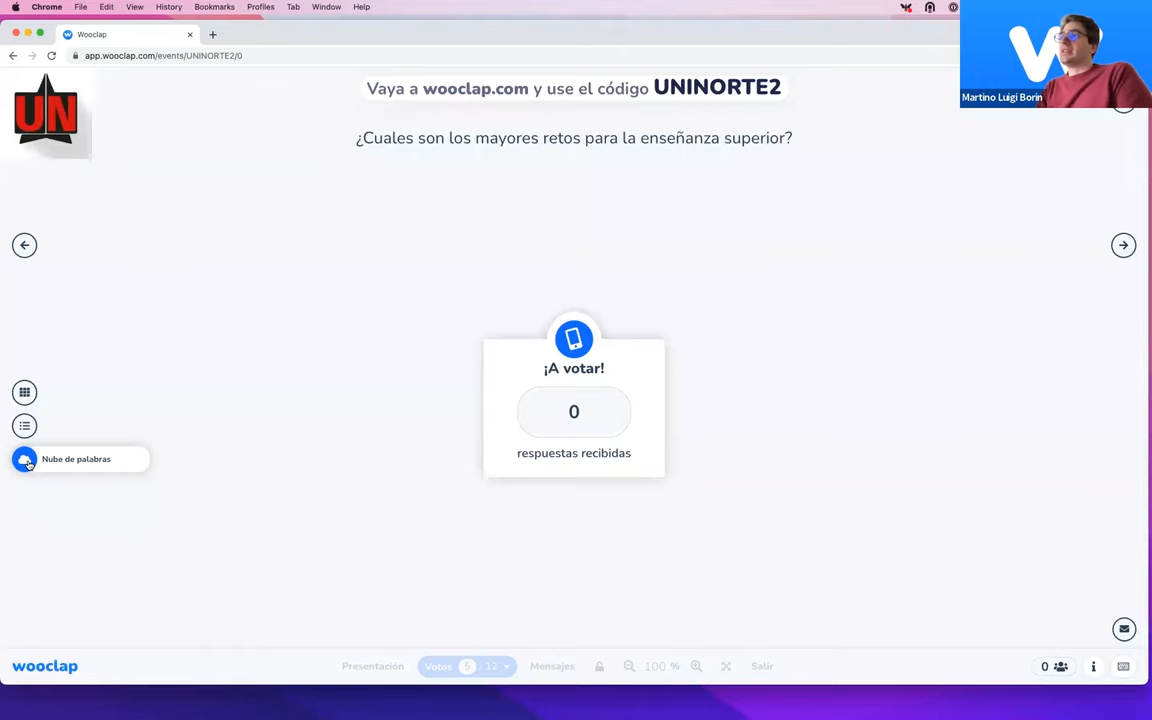 Chrome File Edit View History Bookmarks Profiles Tab Window Help
Wooclap
app.wooclap.com/events/UNINORTE2/0
Martino Luigi Borin
UN
Vaya a wooclap.com y use el código UNINORTE2
¿Cuales son los mayores retos para la enseñanza superior?
¡A votar!
0
respuestas recibidas
Nube de palabras
wooclap
Presentación
Votos 5 / 12
Mensajes
100 %
Salir
0